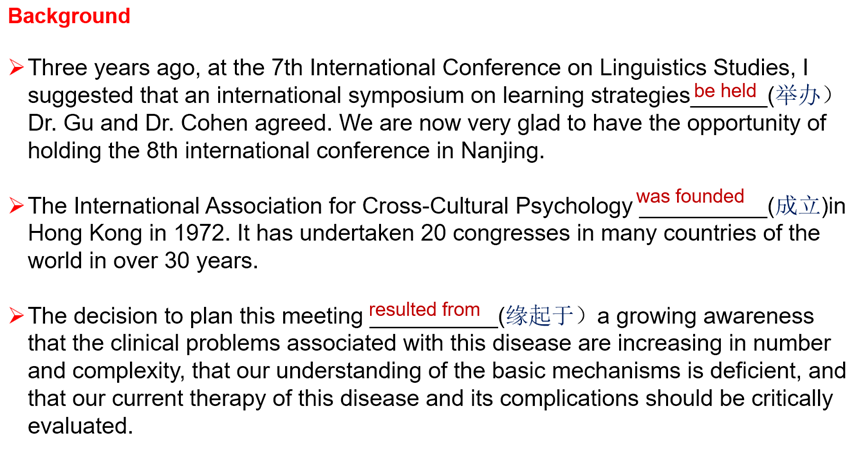 Background
➢Three years ago, at the 7th International Conference on Linguistics Studies, I
suggested that an international symposium on learning strategies be held (举办）
Dr. Gu and Dr. Cohen agreed. We are now very glad to have the opportunity of
holding the 8th international conference in Nanjing.
➢The International Association for Cross-Cultural Psychology was founded (成立)in
Hong Kong in 1972. It has undertaken 20 congresses in many countries of the
world in over 30 years.
➢The decision to plan this meeting resulted from (缘起于）a growing awareness
that the clinical problems associated with this disease are increasing in number
and complexity, that our understanding of the basic mechanisms is deficient, and
that our current therapy of this disease and its complications should be critically
evaluated.